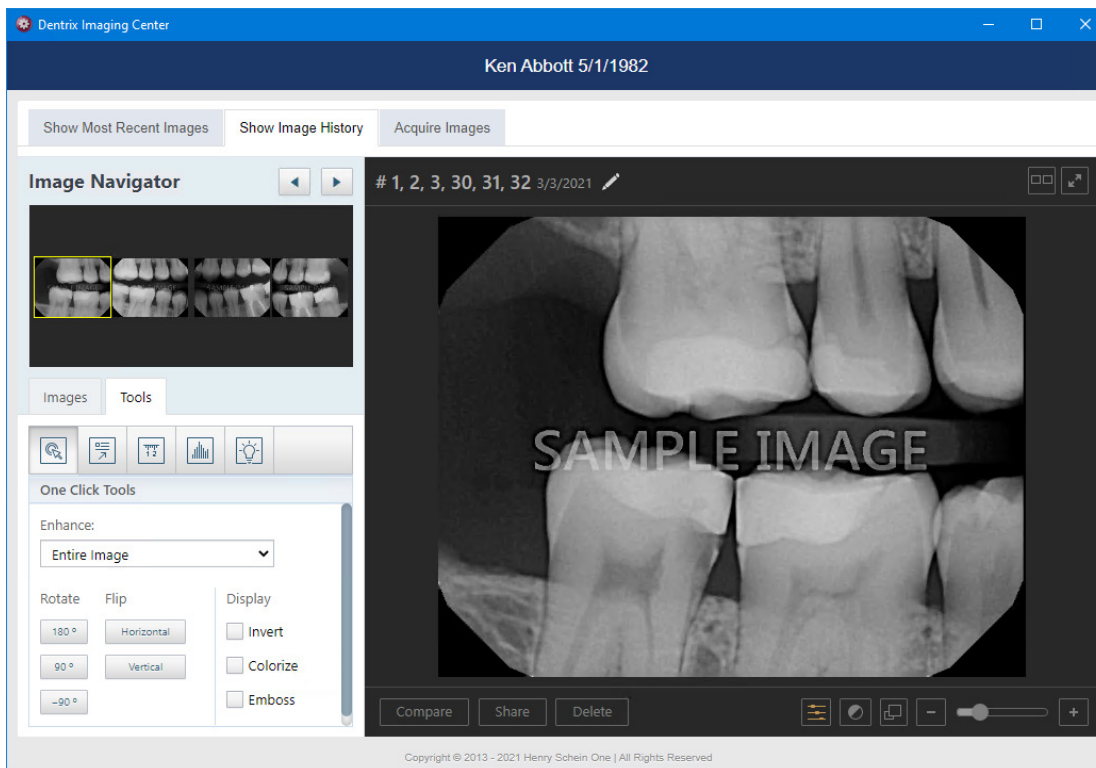 Dentrix Imaging Center
Ken Abbott 5/1/1982
Show Most Recent Images
Show Image History
Acquire Images
Image Navigator
# 1, 2, 3, 30, 31, 32 3/3/2021
SAMPLE IMAGE
Images
Tools
1 2
One Click Tools
Enhance:
Entire Image
Rotate
Flip
Display
180 °
Horizontal
Invert
90 °
Vertical
Colorize
-90 °
Emboss
Compare
Share
Delete
Copyright © 2013 - 2021 Henry Schein One | All Rights Reserved